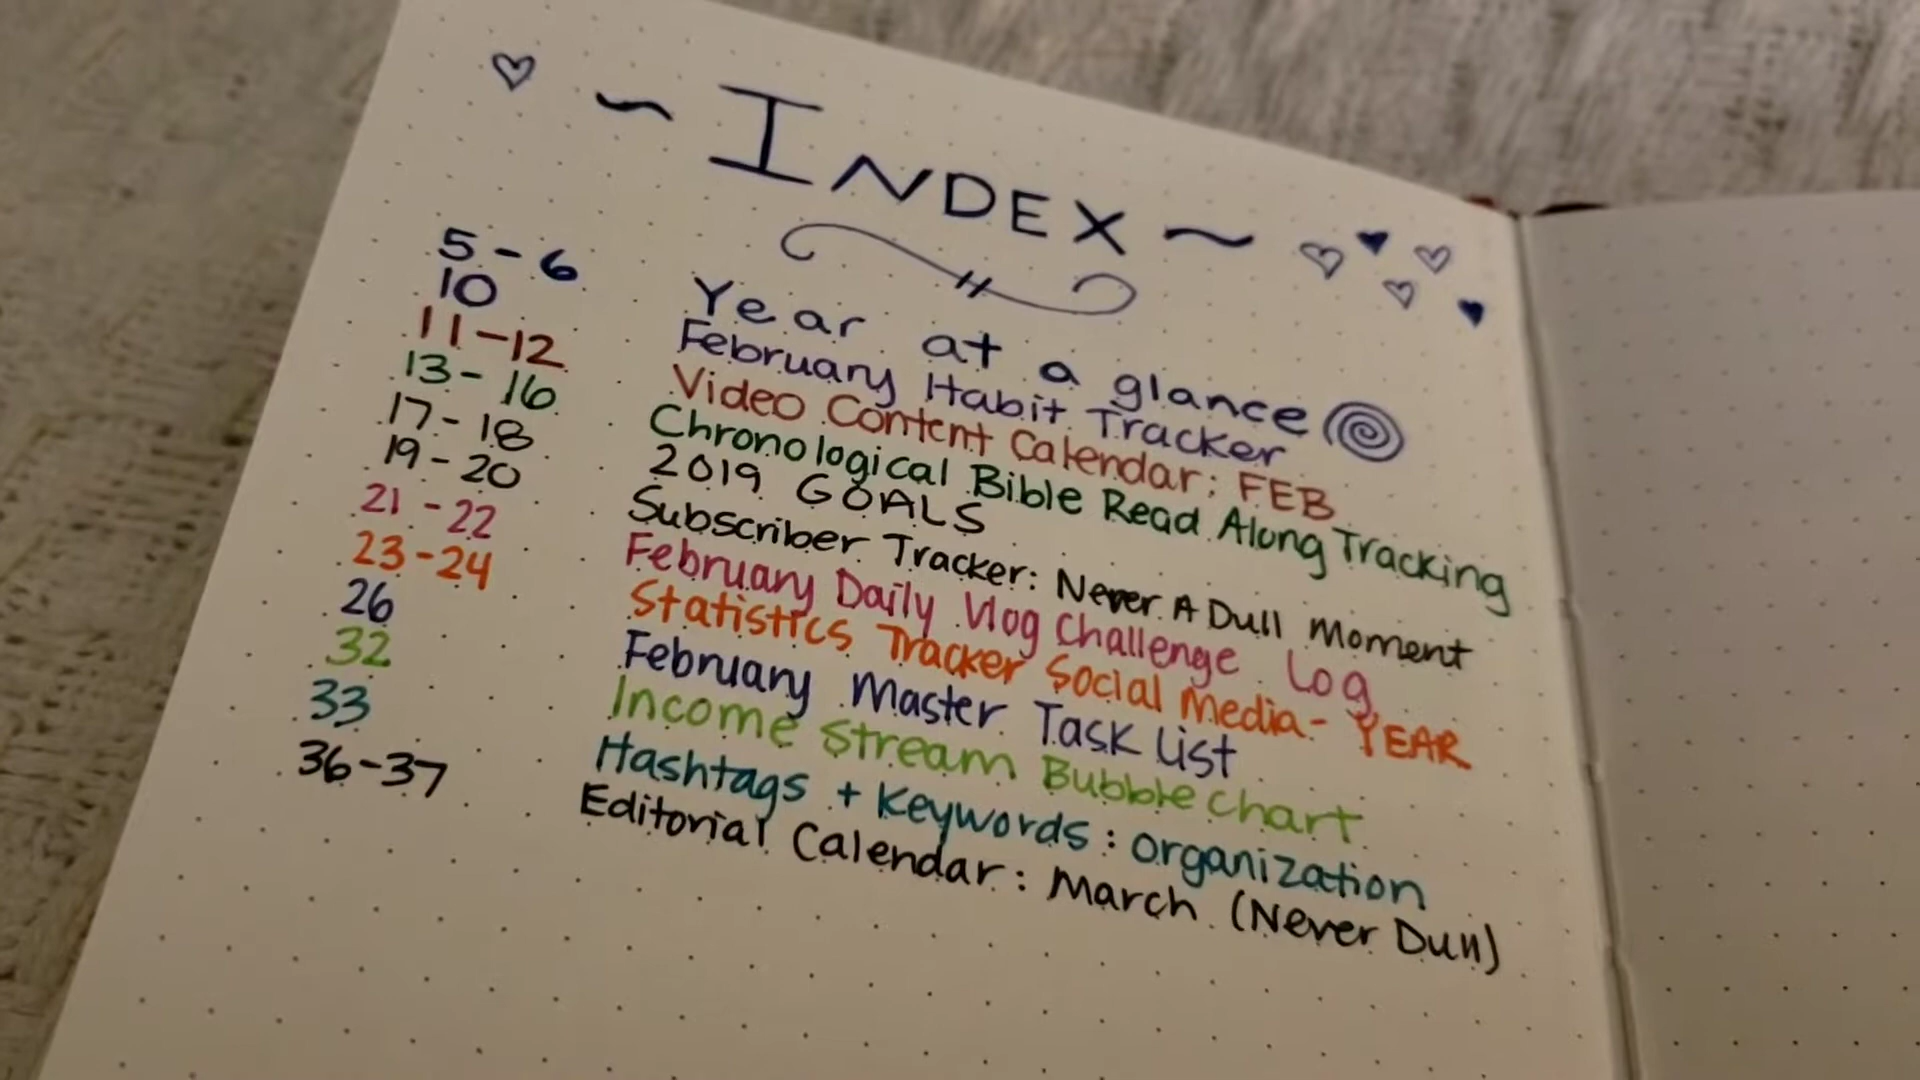 ~ INDEX ~
5-6 Year at a glance
10 February Habit Tracker
11-12 Video Content Calendar: FEB
13-16 Chronological Bible Read Along Tracking
17-18 2019 GOALS
19-20 Subscriber Tracker: Never A Dull Moment
21-22 February Daily Vlog Challenge Log
23-24 Statistics Tracker Social Media- YEAR
26 February Master Task List
32 Income Stream Bubble Chart
33 Hashtags + Keywords: Organization
36-37 Editorial Calendar: March (Never Dull)